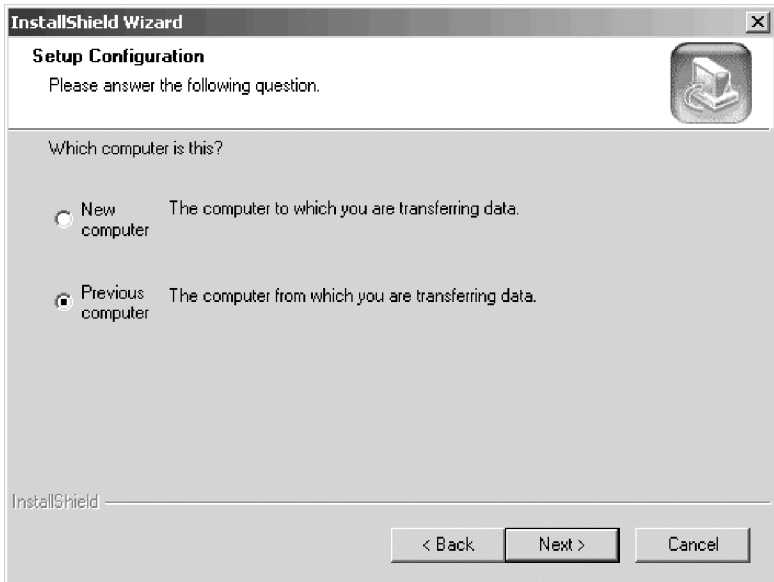 InstallShield Wizard
Setup Configuration
Please answer the following question.
Which computer is this?
New computer
The computer to which you are transferring data.
Previous computer
The computer from which you are transferring data.
InstallShield
< Back
Next >
Cancel